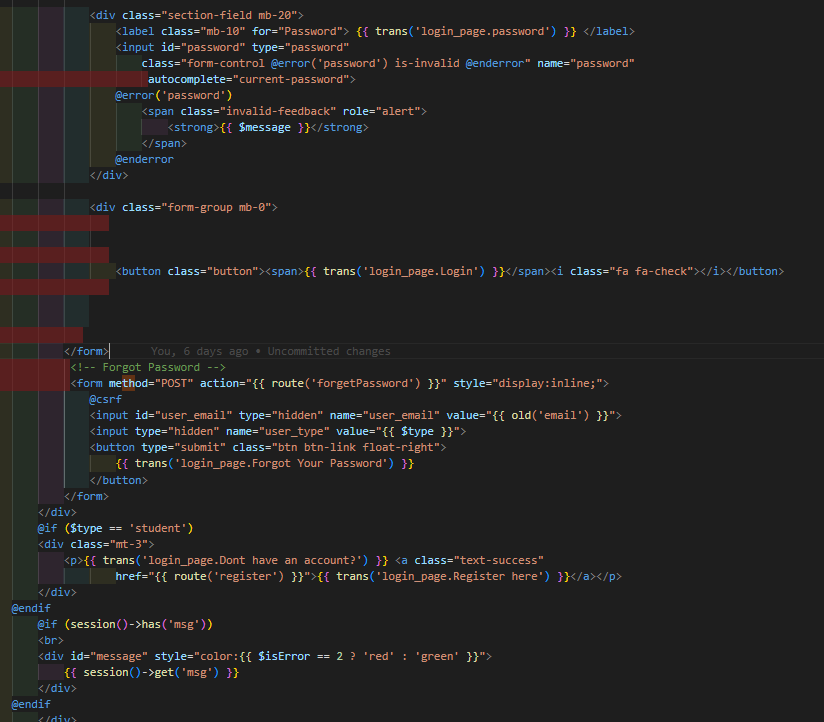 <div class="section-field mb-20">
<label class="mb-10" for="Password"> {{ trans('login_page.password') }} </label>
<input id="password" type="password"
class="form-control @error('password') is-invalid @enderror" name="password"
autocomplete="current-password">
@error('password')
<span class="invalid-feedback" role="alert">
<strong>{{ $message }}</strong>
</span>
@enderror
</div>
<div class="form-group mb-0">
<button class="button"><span>{{ trans('login_page.Login') }}</span><i class="fa fa-check"></i></button>
</form> You, 6 days ago • Uncommitted changes
<!-- Forgot Password -->
<form method="POST" action="{{ route('forgetPassword') }}" style="display:inline;">
@csrf
<input id="user_email" type="hidden" name="user_email" value="{{ old('email') }}">
<input type="hidden" name="user_type" value="{{ $type }}">
<button type="submit" class="btn btn-link float-right">
{{ trans('login_page.Forgot Your Password') }}
</button>
</form>
</div>
@if ($type == 'student')
<div class="mt-3">
<p>{{ trans('login_page.Dont have an account?') }} <a class="text-success"
href="{{ route('register') }}">{{ trans('login_page.Register here') }}</a></p>
</div>
@endif
@if (session()->has('msg'))
<br>
<div id="message" style="color:{{ $isError == 2 ? 'red' : 'green' }}">
{{ session()->get('msg') }}
</div>
@endif
</div>